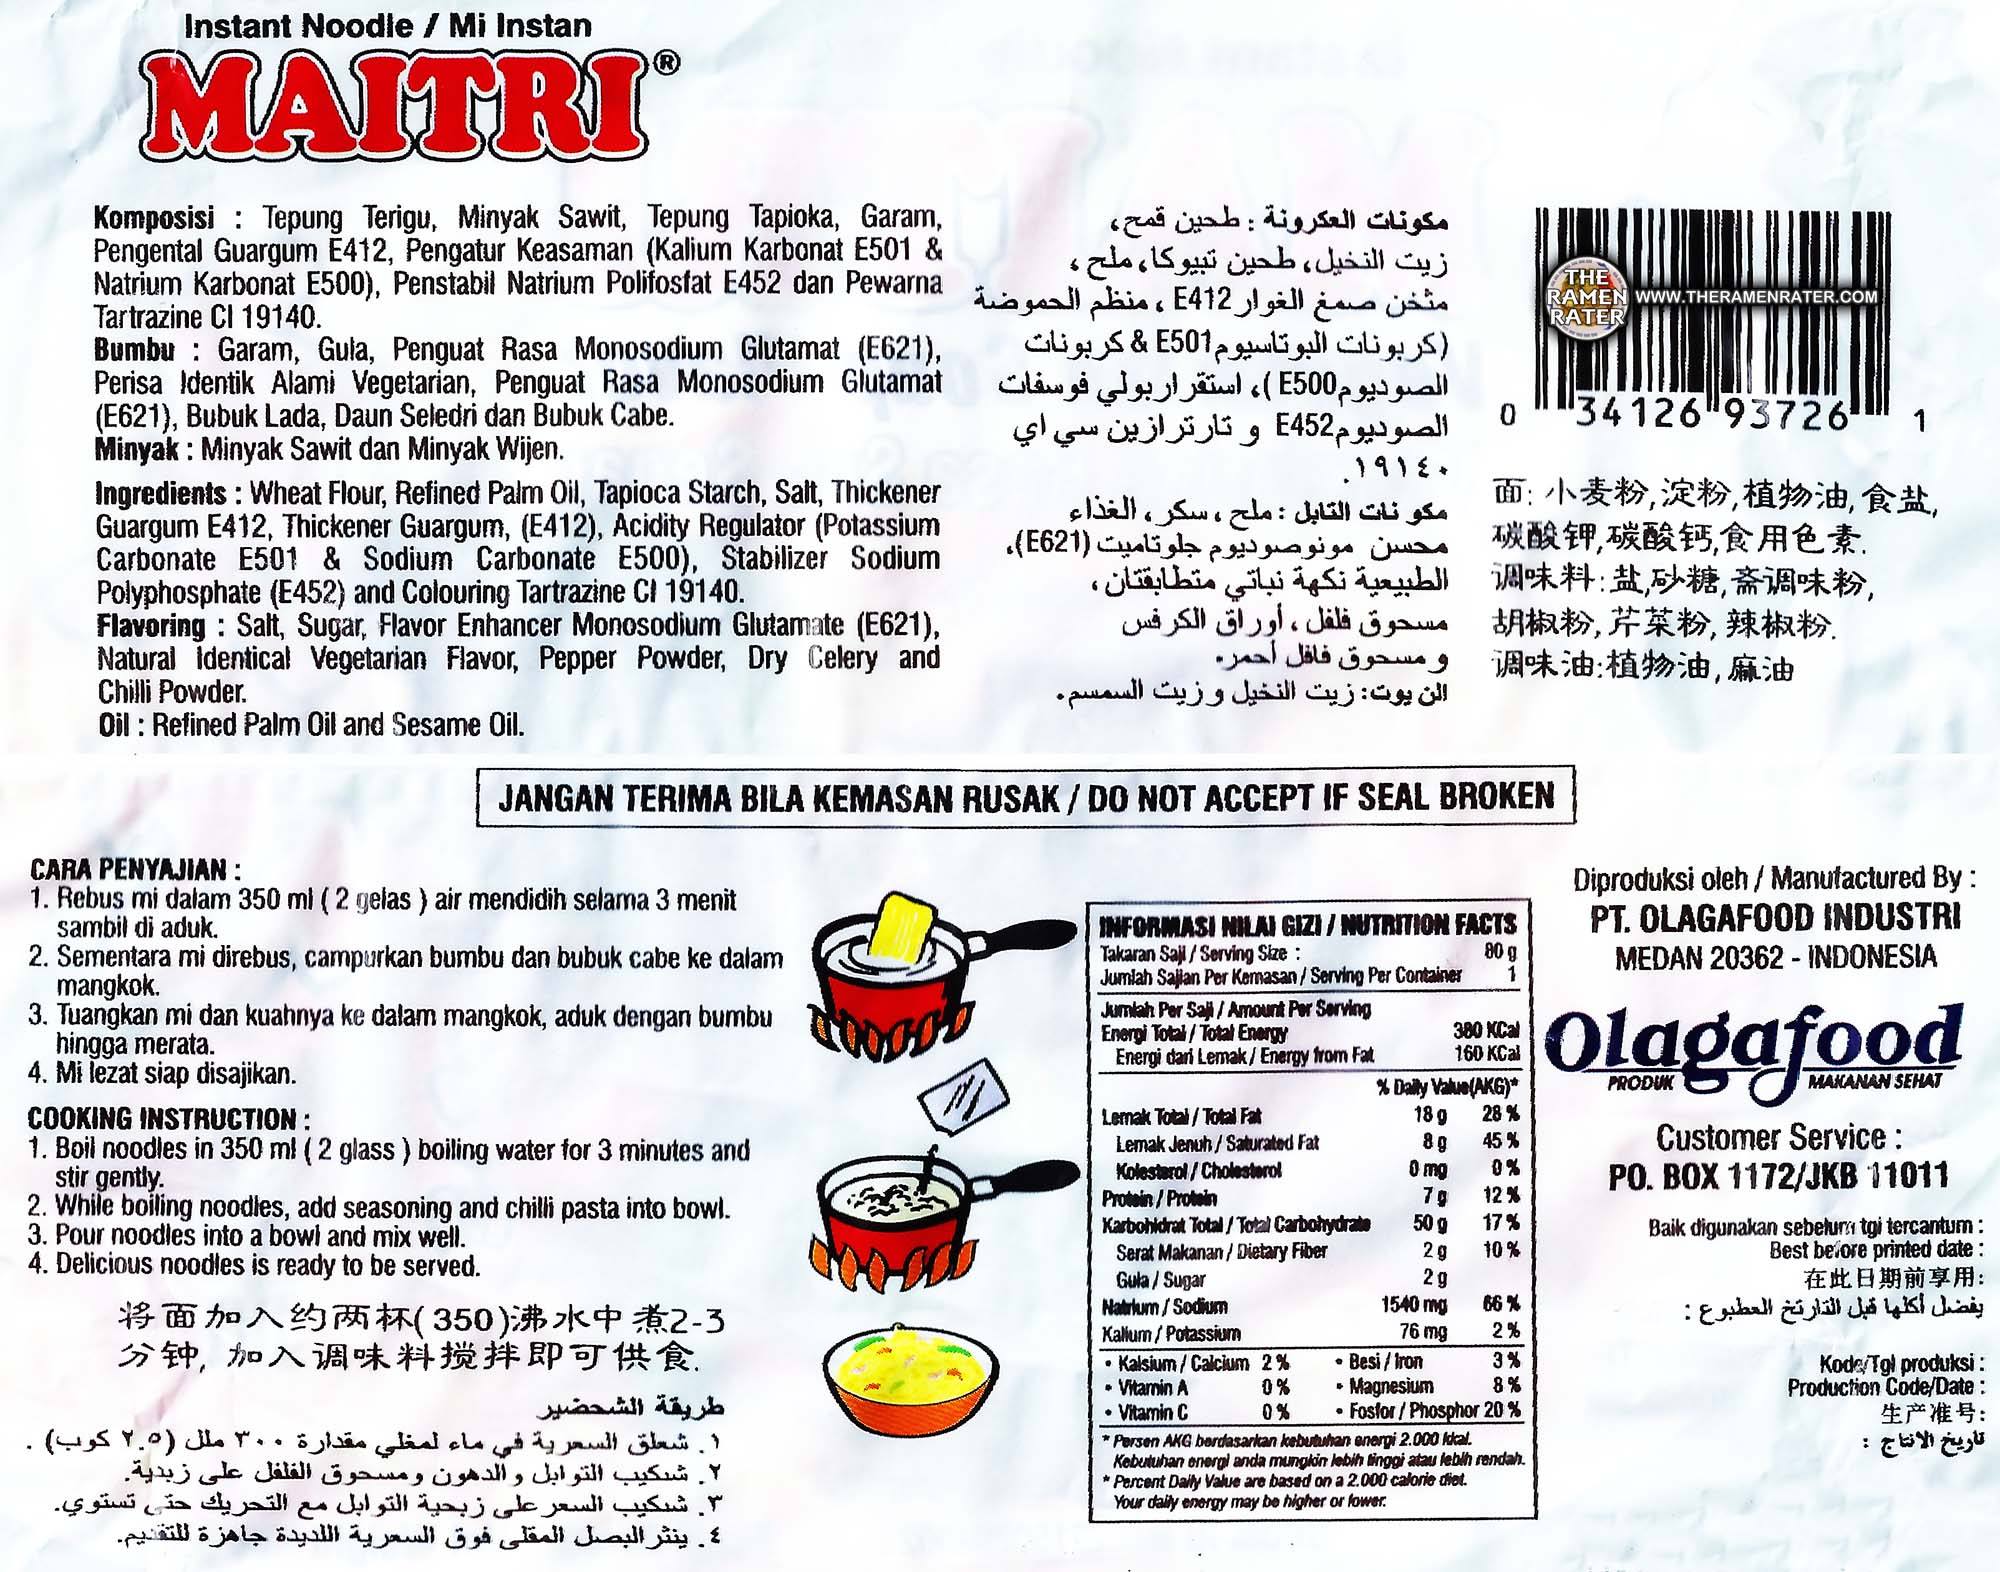 Instant Noodle / Mi Instan
MAITRI®
Komposisi : Tepung Terigu, Minyak Sawit, Tepung Tapioka, Garam,
Pengental Guargum E412, Pengatur Keasaman (Kalium Karbonat E501 &
Natrium Karbonat E500), Penstabil Natrium Polifosfat E452 dan Pewarna
Tartrazine CI 19140.
Bumbu : Garam, Gula, Penguat Rasa Monosodium Glutamat (E621),
Perisa Identik Alami Vegetarian, Penguat Rasa Monosodium Glutamat
(E621), Bubuk Lada, Daun Seledri dan Bubuk Cabe.
Minyak : Minyak Sawit dan Minyak Wijen.
Ingredients : Wheat Flour, Refined Palm Oil, Tapioca Starch, Salt, Thickener
Guargum E412, Thickener Guargum, (E412), Acidity Regulator (Potassium
Carbonate E501 & Sodium Carbonate E500), Stabilizer Sodium
Polyphosphate (E452) and Colouring Tartrazine CI 19140.
Flavoring : Salt, Sugar, Flavor Enhancer Monosodium Glutamate (E621),
Natural Identical Vegetarian Flavor, Pepper Powder, Dry Celery and
Chilli Powder.
Oil : Refined Palm Oil and Sesame Oil.
مكونات العكرونة : طحين قمح،
زيت النخيل، طحين تبيوكا، ملح،
مثخن صمغ الغوار E412 ، منظم الحموضة
(كربونات البوتاسيوم E501 & كربونات
الصوديوم E500 )، استقرار بولي فوسفات
الصوديوم E452 و تارترازين سي اي
١٩١٤٠.
مكو نات التابل : ملح ، سكر ، الغذاء
محسن مونوصوديوم جلوتاميت (E621).
الطبيعية نكهة نباتي متطابقتان ،
مسحوق فلفل ، أوراق الكرفس
و مسحوق فافل أحمر.
الن يوت: زيت النخيل و زيت السمسم.
THE RAMEN RATER
WWW.THERAMENRATER.COM
0 34126 93726 1
面: 小麦粉,淀粉,植物油,食盐,
碳酸钾,碳酸钙,食用色素.
调味料:盐,砂糖,斋调味粉,
胡椒粉,芹菜粉,辣椒粉.
调味油:植物油,麻油
JANGAN TERIMA BILA KEMASAN RUSAK / DO NOT ACCEPT IF SEAL BROKEN
CARA PENYAJIAN :
1. Rebus mi dalam 350 ml ( 2 gelas ) air mendidih selama 3 menit
sambil di aduk.
2. Sementara mi direbus, campurkan bumbu dan bubuk cabe ke dalam
mangkok.
3. Tuangkan mi dan kuahnya ke dalam mangkok, aduk dengan bumbu
hingga merata.
4. Mi lezat siap disajikan.
COOKING INSTRUCTION :
1. Boil noodles in 350 ml ( 2 glass ) boiling water for 3 minutes and
stir gently.
2. While boiling noodles, add seasoning and chilli pasta into bowl.
3. Pour noodles into a bowl and mix well.
4. Delicious noodles is ready to be served.
将面加入约两杯(350)沸水中煮2-3
分钟, 加入调味料搅拌即可供食.
طريقة الشحضير
١. شعلق السعرية في ماء لمغلي مقدارة ٣٠٠ ملل (٢.٥ كوب) .
٢. شكيب التوابل و الدهون و مسحوق الفلفل على زبدية.
٣. شكيب السعر على زبحية التوابل مع التحريك حتى تستوي.
٤. ينثر البصل المقلى فوق السعرية اللديدة جاهزة للتقديم.
INFORMASI NILAI GIZI / NUTRITION FACTS
Takaran Saji / Serving Size : 80 g
Jumlah Sajian Per Kemasan / Serving Per Container 1
Jumlah Per Saji / Amount Per Serving
Energi Total / Total Energy 380 KCal
Energi dari Lemak / Energy from Fat 160 KCal
% Daily Value(AKG)*
Lemak Total / Total Fat 18 g 28 %
Lemak Jenuh / Saturated Fat 8 g 45 %
Kolesterol / Cholesterol 0 mg 0 %
Protein / Protein 7 g 12 %
Karbohidrat Total / Total Carbohydrate 50 g 17 %
Serat Makanan / Dietary Fiber 2 g 10 %
Gula / Sugar 2 g
Natrium / Sodium 1540 mg 66 %
Kalium / Potassium 76 mg 2 %
• Kalsium / Calcium 2 % • Besi / Iron 3 %
• Vitamin A 0 % • Magnesium 8 %
• Vitamin C 0 % • Fosfor / Phosphor 20 %
* Persen AKG berdasarkan kebutuhan energi 2.000 kkal.
Kebutuhan energi anda mungkin lebih tinggi atau lebih rendah.
* Percent Daily Value are based on a 2.000 calorie diet.
Your daily energy may be higher or lower.
Diproduksi oleh / Manufactured By :
PT. OLAGAFOOD INDUSTRI
MEDAN 20362 - INDONESIA
Olagafood
PRODUK MAKANAN SEHAT
Customer Service :
PO. BOX 1172/JKB 11011
Baik digunakan sebelum tgl tercantum :
Best before printed date :
在此日期前享用:
يفضل أكلها قبل التارتخ المطبوع :
Kode/Tgl produksi :
Production Code/Date :
生产准号:
تاريخ الانتاج :